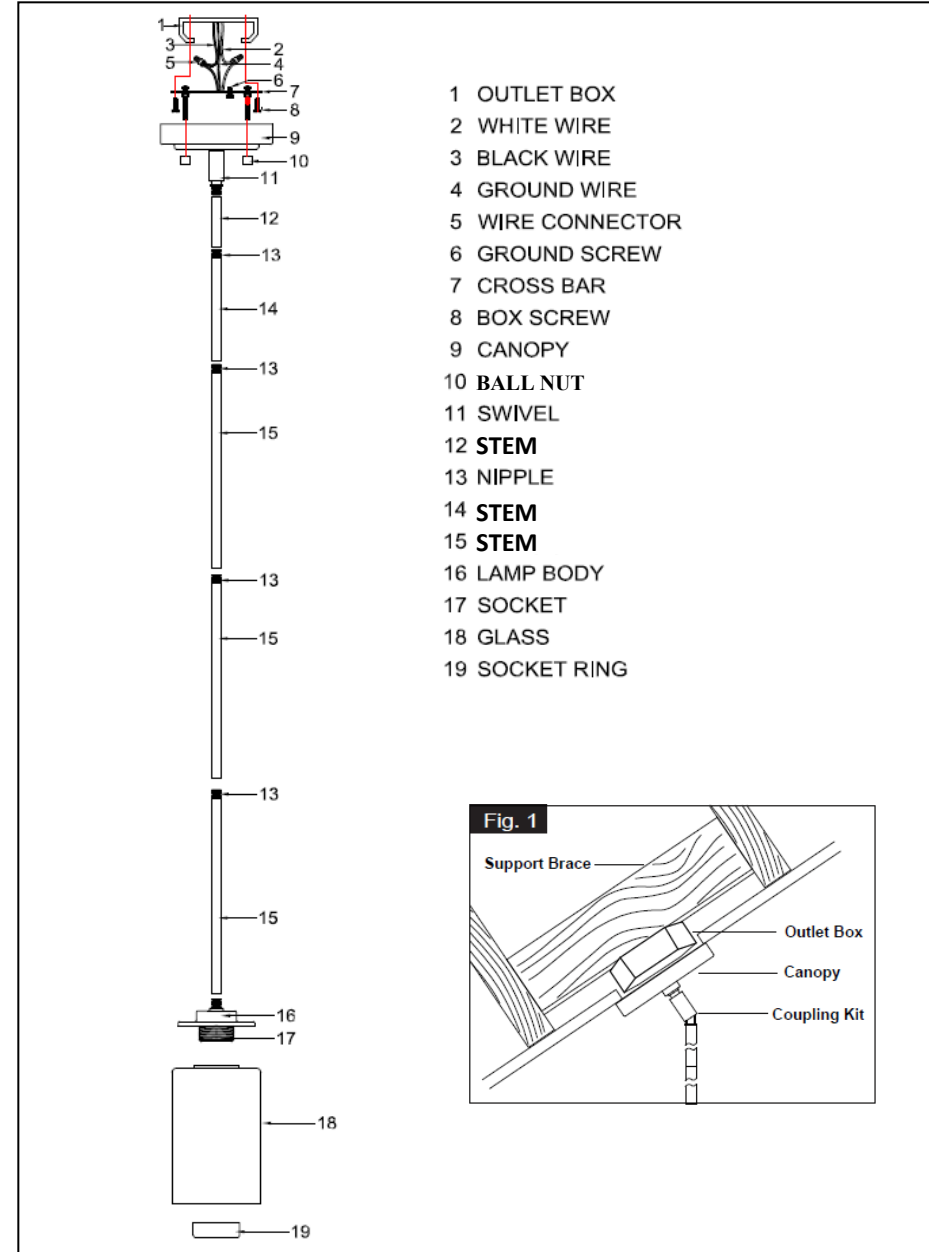 1
3
2
5
4
6
7
8
9
10
11
12
13
14
13
15
13
15
13
15
16
17
18
19
1 OUTLET BOX
2 WHITE WIRE
3 BLACK WIRE
4 GROUND WIRE
5 WIRE CONNECTOR
6 GROUND SCREW
7 CROSS BAR
8 BOX SCREW
9 CANOPY
10 BALL NUT
11 SWIVEL
12 STEM
13 NIPPLE
14 STEM
15 STEM
16 LAMP BODY
17 SOCKET
18 GLASS
19 SOCKET RING
Fig. 1
Support Brace
Outlet Box
Canopy
Coupling Kit